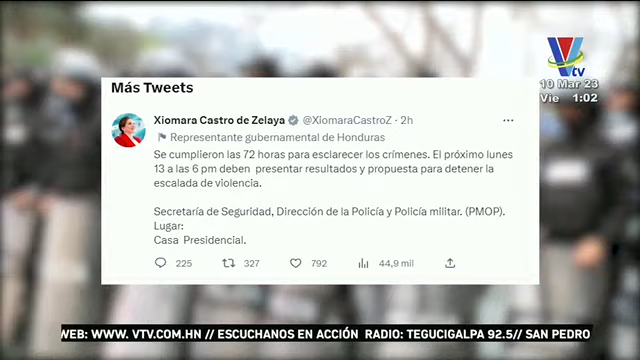 Vtv
10 Mar 23
Vie 1:02
Más Tweets
Xiomara Castro de Zelaya @XiomaraCastroZ · 2h
Representante gubernamental de Honduras
Se cumplieron las 72 horas para esclarecer los crímenes. El próximo lunes
13 a las 6 pm deben presentar resultados y propuesta para detener la
escalada de violencia.
Secretaría de Seguridad, Dirección de la Policía y Policía militar. (PMOP).
Lugar:
Casa Presidencial.
225 327 792 44,9 mil
WEB: WWW. VTV.COM.HN // ESCUCHANOS EN ACCIÓN RADIO: TEGUCIGALPA 92.5// SAN PEDRO